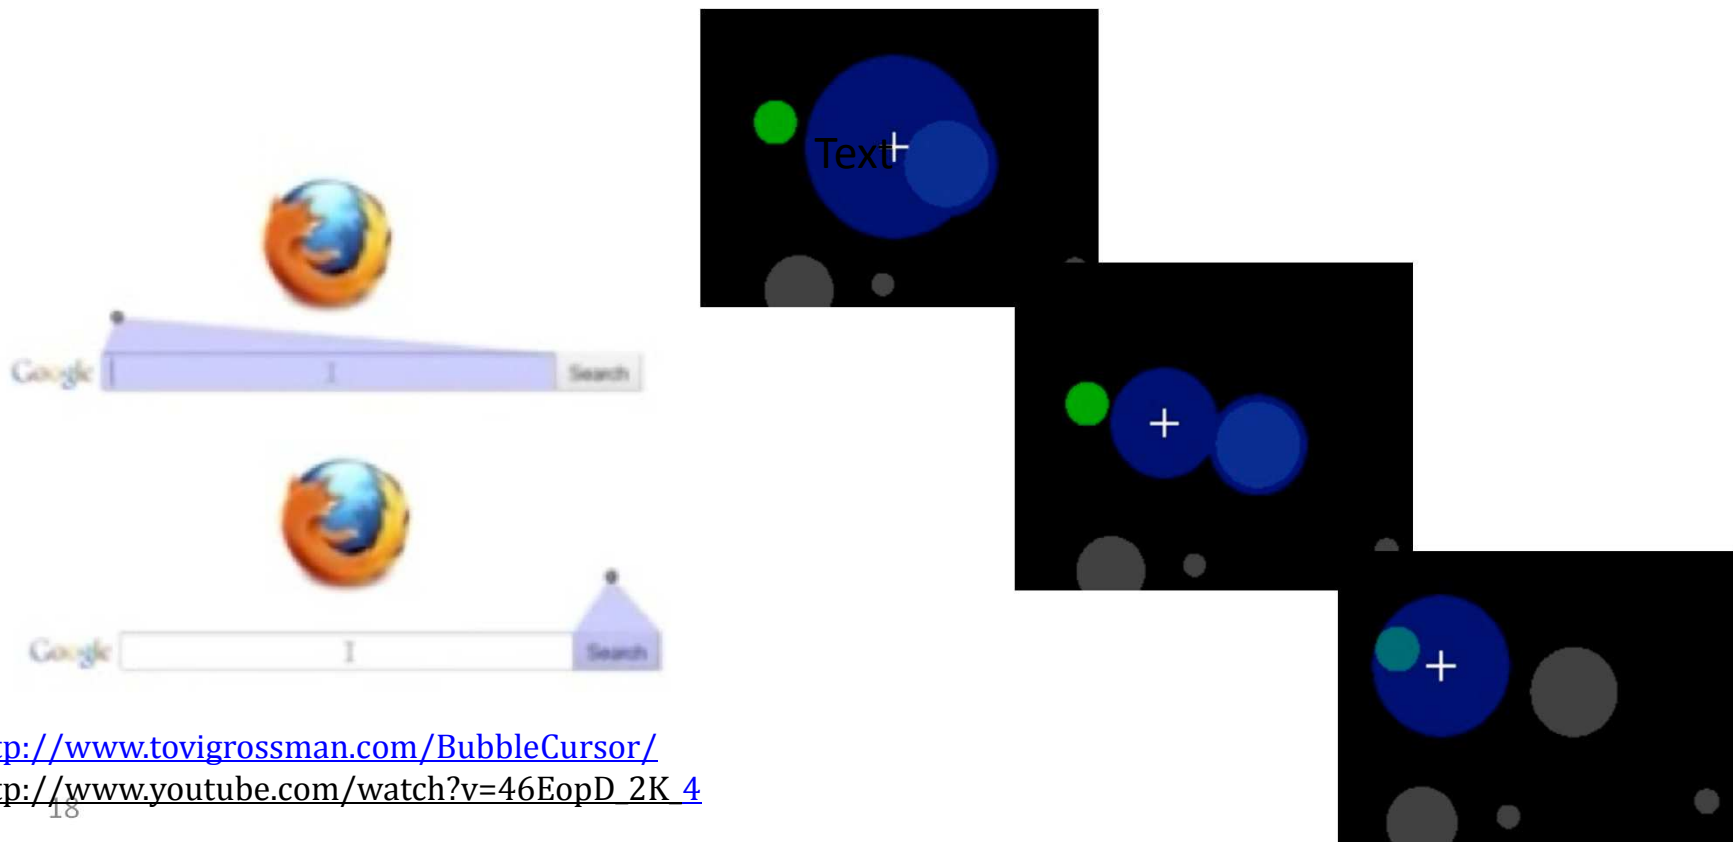 Text
Google
Search
Google
Search
tp://www.tovigrossman.com/BubbleCursor/
tp://www.youtube.com/watch?v=46EopD_2K_4
18